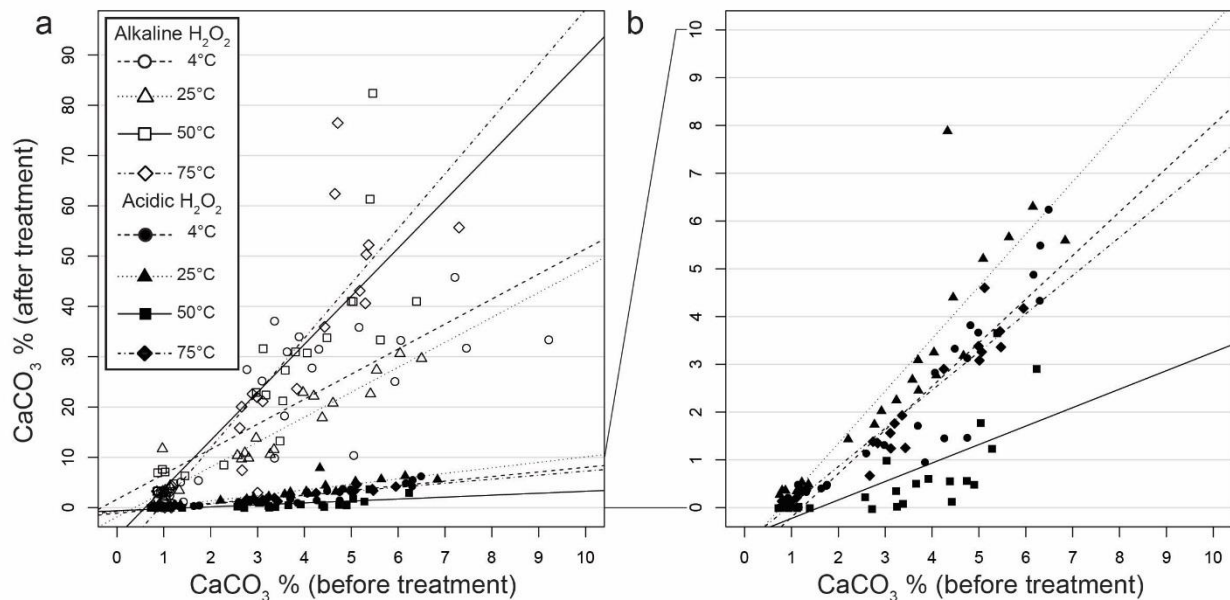 a
Alkaline H₂O₂
4°C
25°C
50°C
75°C
Acidic H₂O₂
4°C
25°C
50°C
75°C
CaCO₃ % (after treatment)
90
80
70
60
50
40
30
20
10
0
0 1 2 3 4 5 6 7 8 9 10
CaCO₃ % (before treatment)
b
10
9
8
7
6
5
4
3
2
1
0
0 1 2 3 4 5 6 7 8 9 10
CaCO₃ % (before treatment)